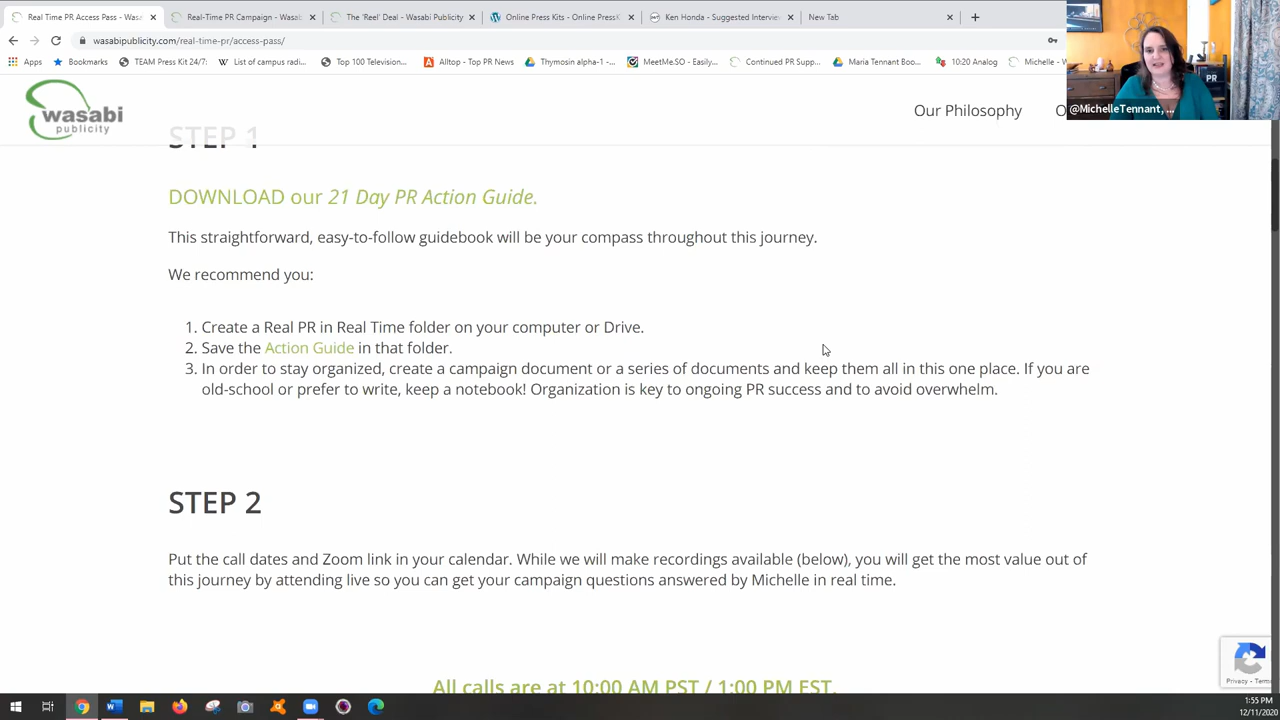 Real Time PR Access Pass - Wasa
Real-Time PR Campaign - Wasab
The 'Reel' Deal - Wasabi Publicity
Online Press Kits - Online PressK
Ken Honda - Suggested Interview
New Tab
wasabipublicity.com/real-time-pr/access-pass/
Apps
Bookmarks
TEAM Press Kit 24/7:
List of campus radi...
Top 100 Television...
Alltop - Top PR News
Thymosin alpha-1 -...
MeetMe.SO - Easily...
Continued PR Supp...
Maria Tennant Boo...
10:20 Analog
Michelle - W
PR
@MichelleTennant, ...
wasabi
publicity
Our Philosophy
STEP 1
DOWNLOAD our 21 Day PR Action Guide.
This straightforward, easy-to-follow guidebook will be your compass throughout this journey.
We recommend you:
1. Create a Real PR in Real Time folder on your computer or Drive.
2. Save the Action Guide in that folder.
3. In order to stay organized, create a campaign document or a series of documents and keep them all in this one place. If you are
old-school or prefer to write, keep a notebook! Organization is key to ongoing PR success and to avoid overwhelm.
STEP 2
Put the call dates and Zoom link in your calendar. While we will make recordings available (below), you will get the most value out of
this journey by attending live so you can get your campaign questions answered by Michelle in real time.
All calls are at 10:00 AM PST / 1:00 PM EST.
Privacy - Terms
1:55 PM
12/11/2020